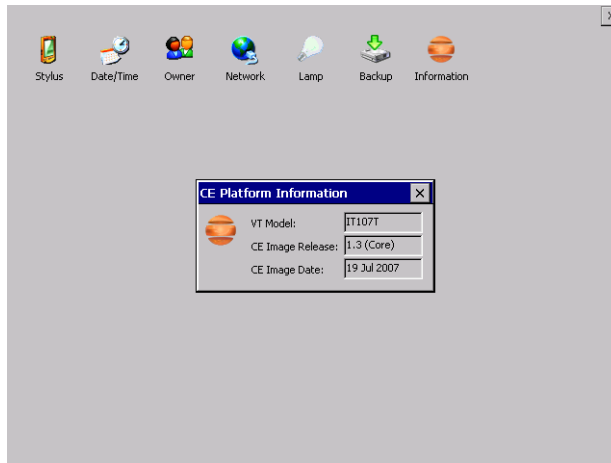 Stylus Date/Time Owner Network Lamp Backup Information
CE Platform Information
VT Model: IT107T
CE Image Release: 1.3 (Core)
CE Image Date: 19 Jul 2007